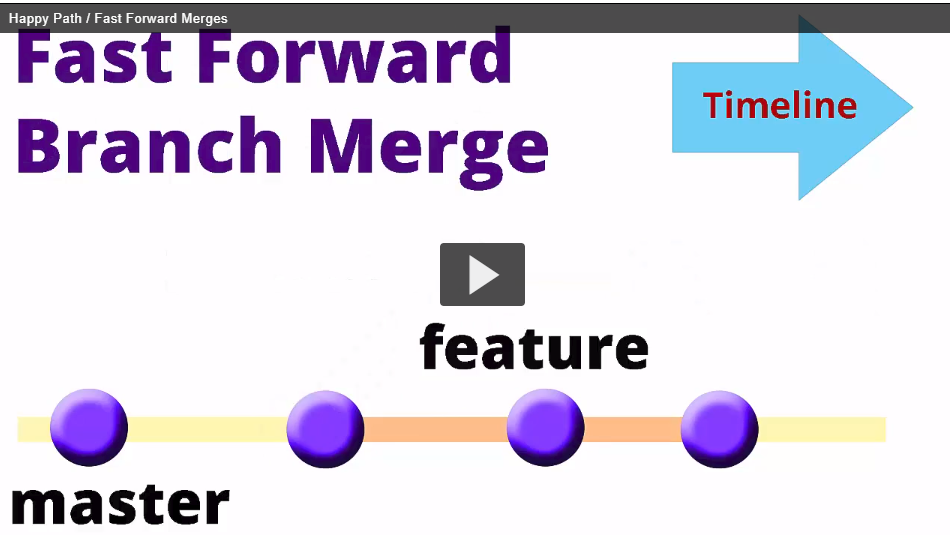 Happy Path / Fast Forward Merges
Fast Forward
Branch Merge
Timeline
feature
master